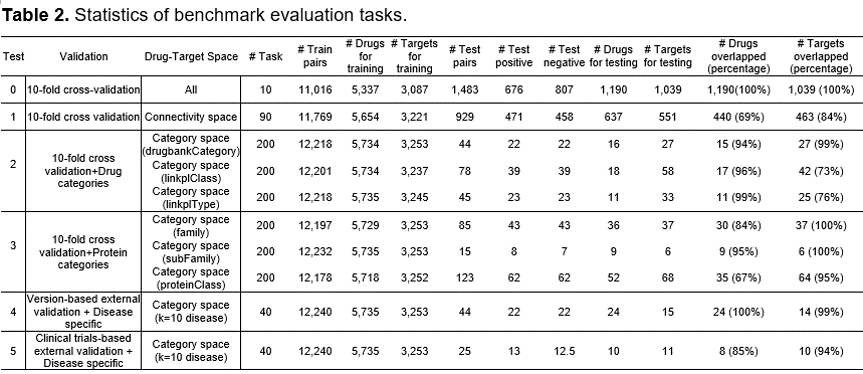 Table 2. Statistics of benchmark evaluation tasks.
Test Validation Drug-Target Space # Task # Train pairs # Drugs for training # Targets for training # Test pairs # Test positive # Test negative # Drugs for testing # Targets for testing # Drugs overlapped (percentage) # Targets overlapped (percentage)
0 10-fold cross-validation All 10 11,016 5,337 3,087 1,483 676 807 1,190 1,039 1,190(100%) 1,039 (100%)
1 10-fold cross validation Connectivity space 90 11,769 5,654 3,221 929 471 458 637 551 440 (69%) 463 (84%)
2 10-fold cross validation+Drug categories Category space (drugbankCategory) 200 12,218 5,734 3,253 44 22 22 16 27 15 (94%) 27 (99%)
Category space (linkplClass) 200 12,201 5,734 3,237 78 39 39 18 58 17 (96%) 42 (73%)
Category space (linkplType) 200 12,218 5,735 3,245 45 23 23 11 33 11 (99%) 25 (76%)
3 10-fold cross validation+Protein categories Category space (family) 200 12,197 5,729 3,253 85 43 43 36 37 30 (84%) 37 (100%)
Category space (subFamily) 200 12,232 5,735 3,253 15 8 7 9 6 9 (95%) 6 (100%)
Category space (proteinClass) 200 12,178 5,718 3,252 123 62 62 52 68 35 (67%) 64 (95%)
4 Version-based external validation + Disease specific Category space (k=10 disease) 40 12,240 5,735 3,253 44 22 22 24 15 24 (100%) 14 (99%)
5 Clinical trials-based external validation + Disease specific Category space (k=10 disease) 40 12,240 5,735 3,253 25 13 12.5 10 11 8 (85%) 10 (94%)